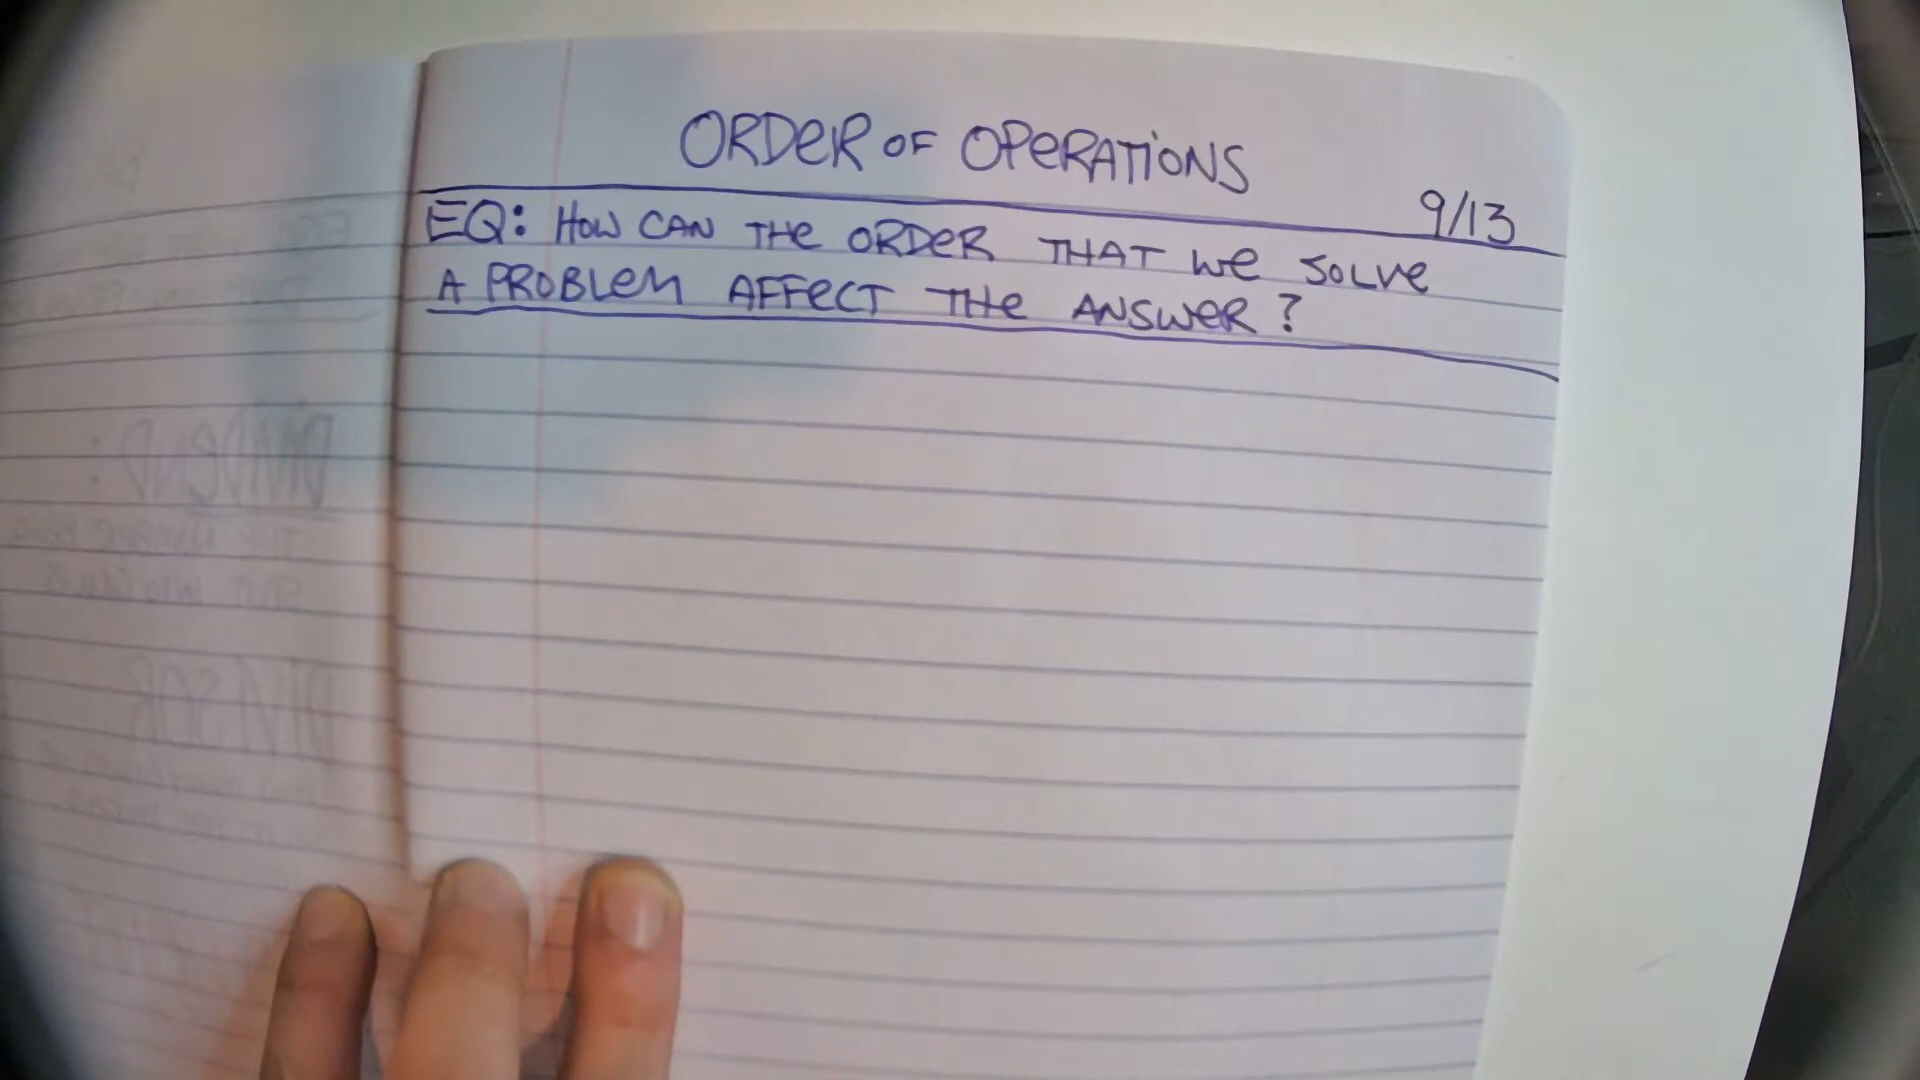 ORDER OF OPERATIONS
9/13
EQ: HOW CAN THE ORDER THAT WE SOLVE
A PROBLEM AFFECT THE ANSWER?